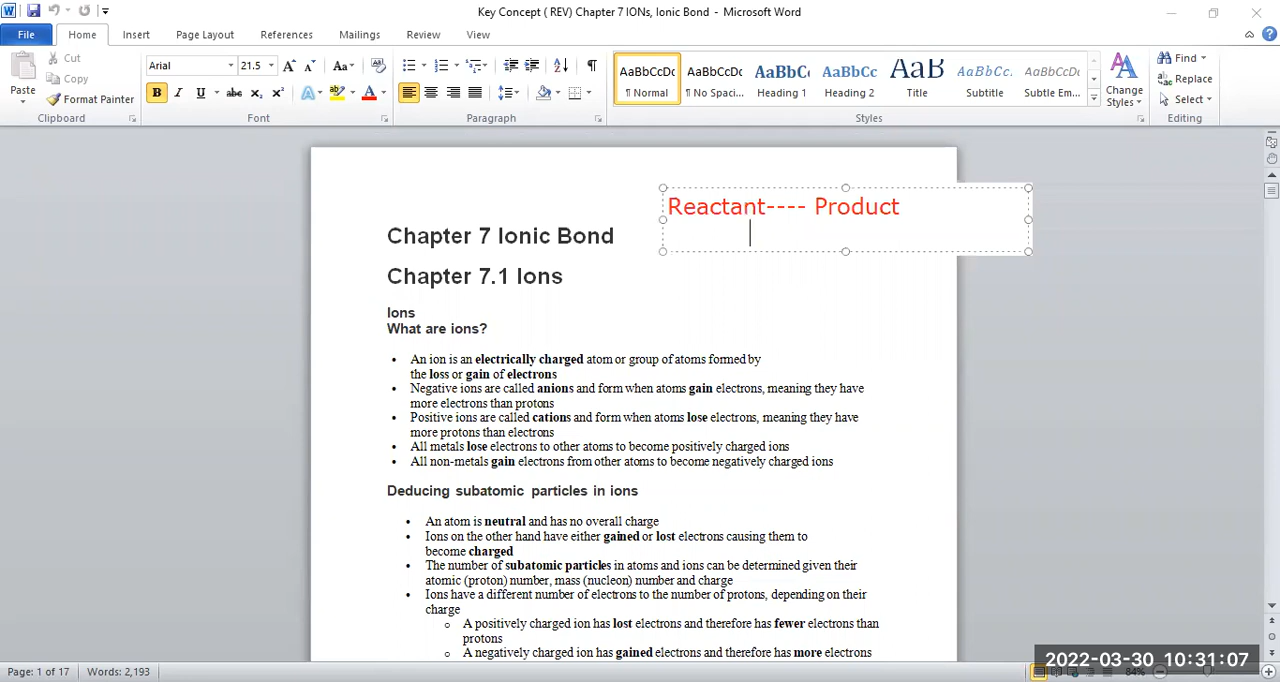 Key Concept ( REV) Chapter 7 IONs, Ionic Bond - Microsoft Word
File Home Insert Page Layout References Mailings Review View
Paste
Cut
Copy
Format Painter
Clipboard
Arial 21.5
Font
Paragraph
AaBbCcDc AaBbCcDc AaBbCc AaBbCc AaB AaBbCc. AaBbCcDc
¶ Normal ¶ No Spaci... Heading 1 Heading 2 Title Subtitle Subtle Em...
Styles
Change
Styles
Find
Replace
Select
Editing
Reactant---- Product
Chapter 7 Ionic Bond
Chapter 7.1 Ions
Ions
What are ions?
• An ion is an electrically charged atom or group of atoms formed by
the loss or gain of electrons
• Negative ions are called anions and form when atoms gain electrons, meaning they have
more electrons than protons
• Positive ions are called cations and form when atoms lose electrons, meaning they have
more protons than electrons
• All metals lose electrons to other atoms to become positively charged ions
• All non-metals gain electrons from other atoms to become negatively charged ions
Deducing subatomic particles in ions
• An atom is neutral and has no overall charge
• Ions on the other hand have either gained or lost electrons causing them to
become charged
• The number of subatomic particles in atoms and ions can be determined given their
atomic (proton) number, mass (nucleon) number and charge
• Ions have a different number of electrons to the number of protons, depending on their
charge
o A positively charged ion has lost electrons and therefore has fewer electrons than
protons
o A negatively charged ion has gained electrons and therefore has more electrons
Page: 1 of 17 Words: 2,193
84%
2022-03-30 10:31:07